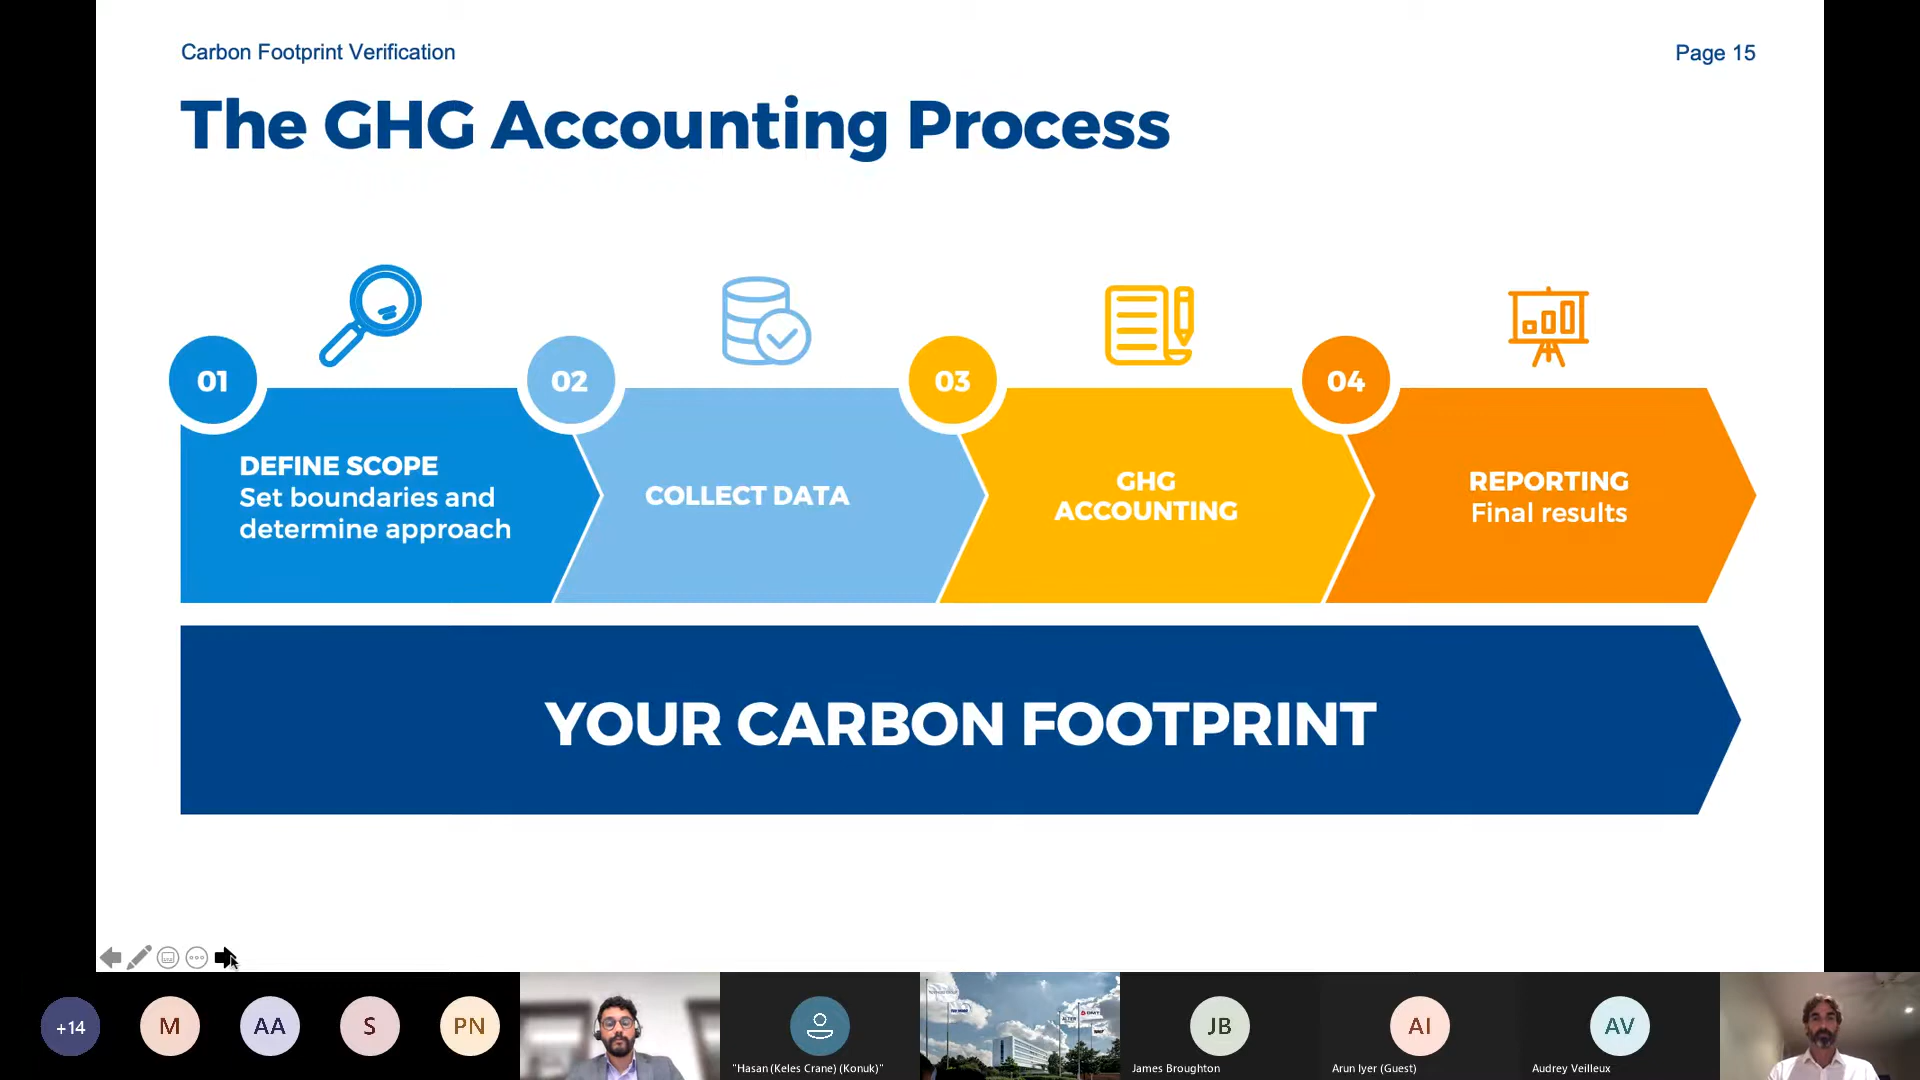 Carbon Footprint Verification
Page 15
The GHG Accounting Process
01
02
03
04
DEFINE SCOPE
Set boundaries and
determine approach
COLLECT DATA
GHG
ACCOUNTING
REPORTING
Final results
YOUR CARBON FOOTPRINT
+14
M
AA
S
PN
JB
AI
AV
"Hasan (Keles Crane) (Konuk)"
James Broughton
Arun Iyer (Guest)
Audrey Veilleux